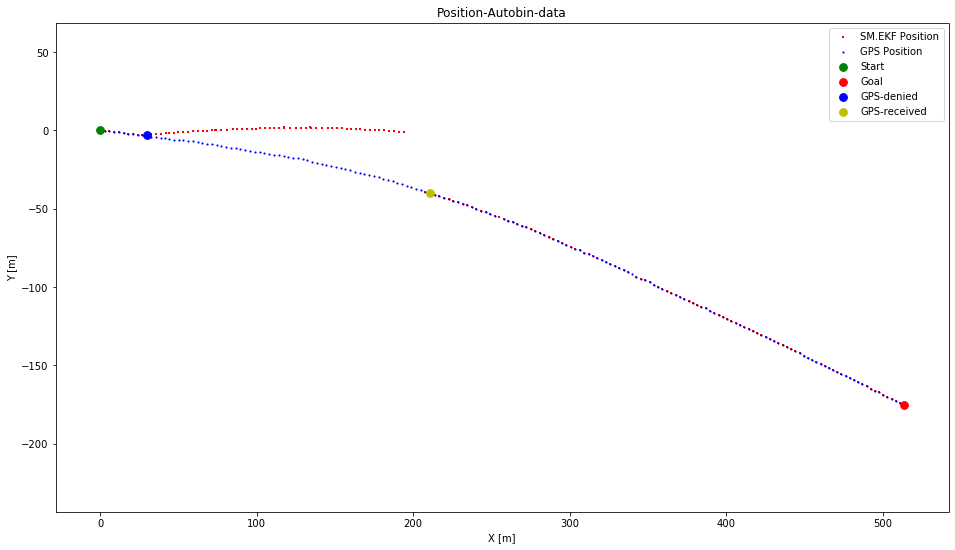 Position-Autobin-data
SM.EKF Position
GPS Position
Start
Goal
GPS-denied
GPS-received
50
0
−50
−100
−150
−200
Y [m]
0 100 200 300 400 500
X [m]